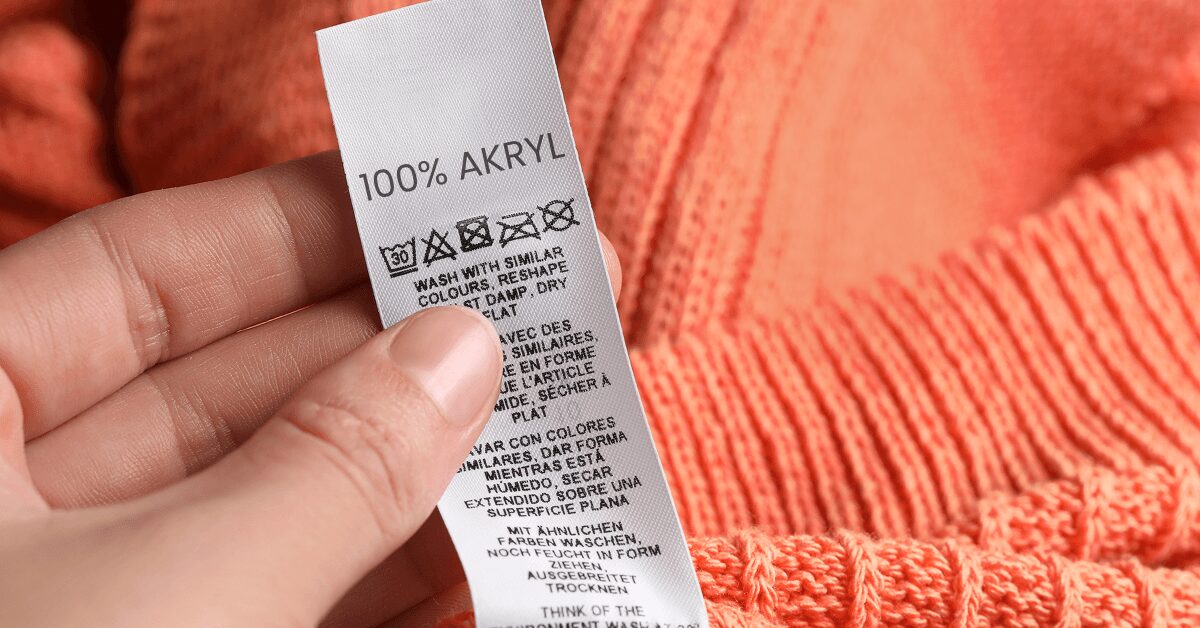 100% AKRYL
30
WASH WITH SIMILAR
COLOURS, RESHAPE
DAMP, DRY
FLAT
AVEC DES
SIMILAIRES,
EN FORME
L'ARTICLE
SÉCHER À
PLAT
CON COLORES
SIMILARES, DAR FORMA
MIENTRAS ESTÁ
HÚMEDO, SECAR
EXTENDIDO SOBRE UNA
SUPERFICIE PLANA
MIT ÄHNLICHEN
FARBEN WASCHEN,
NOCH FEUCHT IN FORM
ZIEHEN,
AUSGEBREITET
TROCKNEN
THINK OF THE
WASH AT